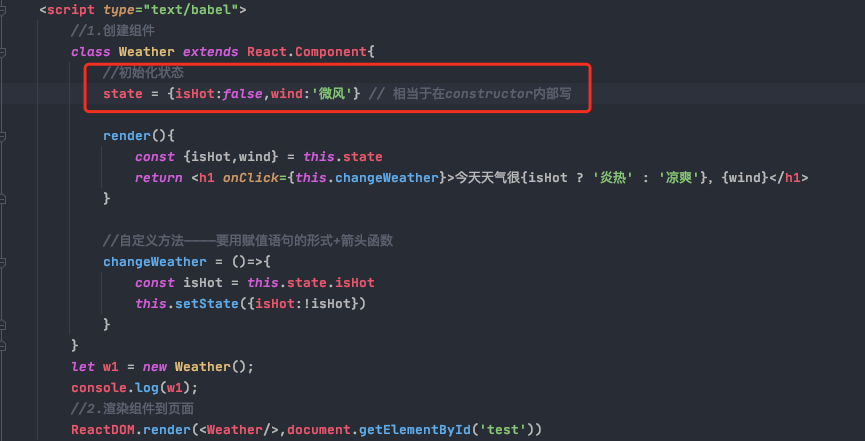 <script type="text/babel">
//1.创建组件
class Weather extends React.Component{
//初始化状态
state = {isHot:false,wind:'微风'} // 相当于在constructor内部写
render(){
const {isHot,wind} = this.state
return <h1 onClick={this.changeWeather}>今天天气很{isHot ? '炎热' : '凉爽'}，{wind}</h1>
}
//自定义方法————要用赋值语句的形式+箭头函数
changeWeather = ()=>{
const isHot = this.state.isHot
this.setState({isHot:!isHot})
}
}
let w1 = new Weather();
console.log(w1);
//2.渲染组件到页面
ReactDOM.render(<Weather/>,document.getElementById('test'))